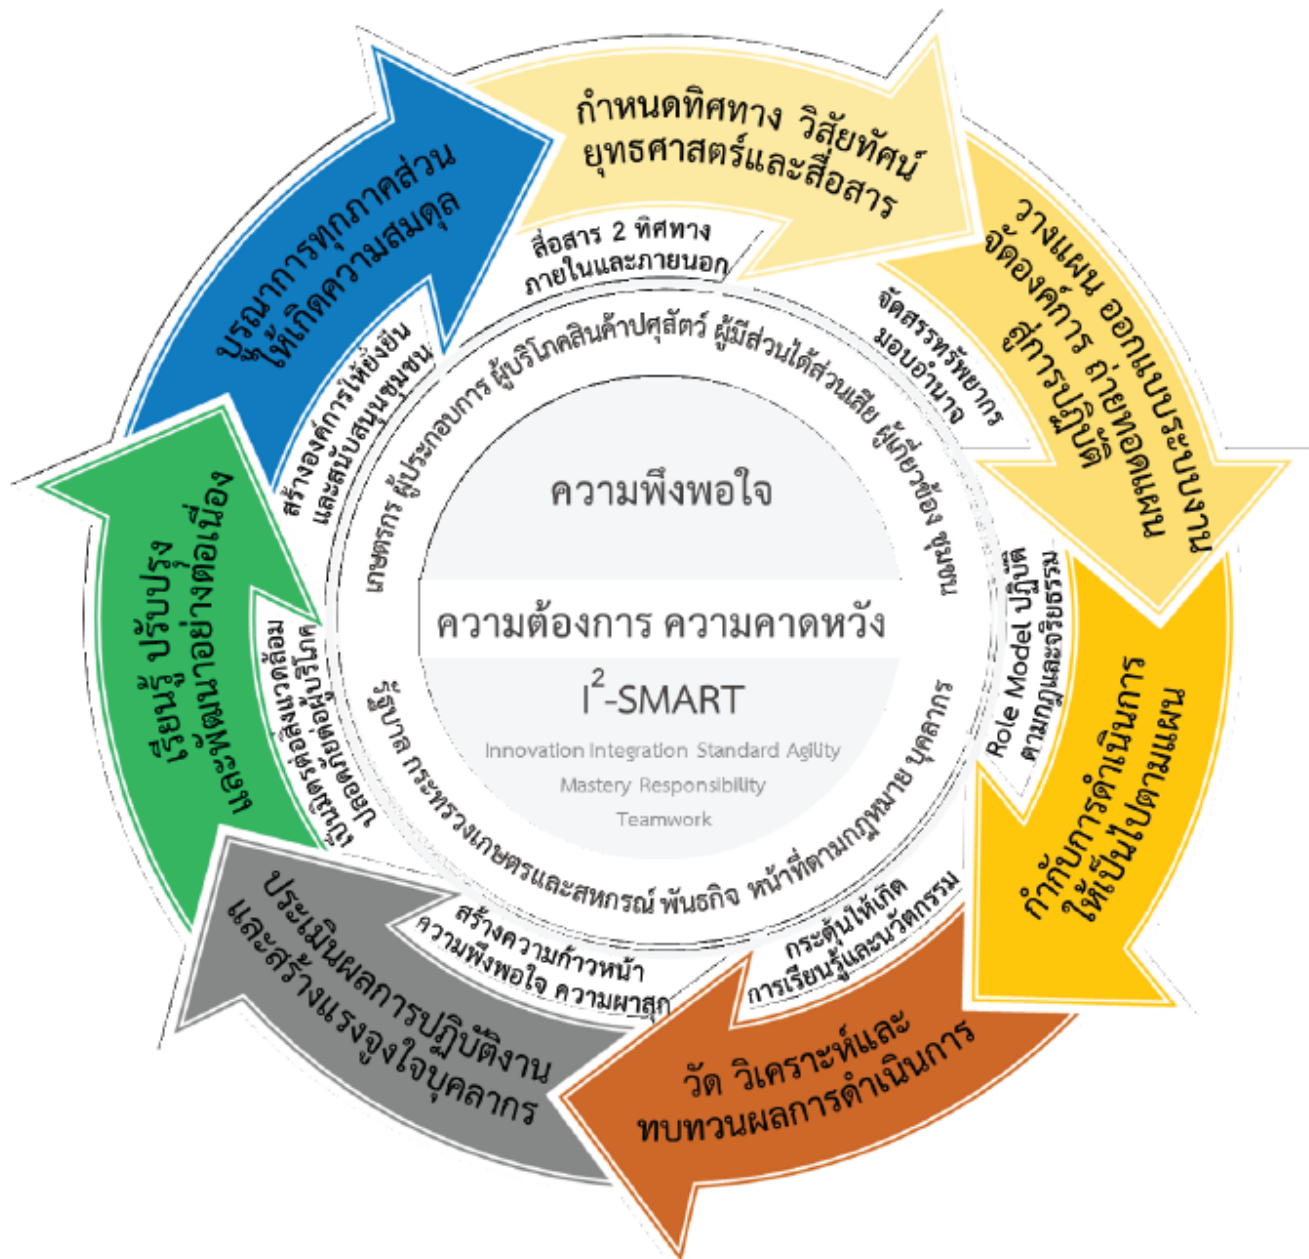 กำหนดทิศทาง วิสัยทัศน์
ยุทธศาสตร์และสื่อสาร
สื่อสาร 2 ทิศทาง
ภายในและภายนอก
วางแผน ออกแบบระบบงาน
จัดองค์การ ถ่ายทอดแผน
สู่การปฏิบัติ
จัดสรรทรัพยากร
มอบอำนาจ
กำกับการดำเนินการ
ให้เป็นไปตามแผน
Role Model ปฏิบัติ
ตามกฎและจริยธรรม
วัด วิเคราะห์และ
ทบทวนผลการดำเนินการ
กระตุ้นให้เกิด
การเรียนรู้และนวัตกรรม
ประเมินผลการปฏิบัติงาน
และสร้างแรงจูงใจบุคลากร
สร้างความก้าวหน้า
ความพึงพอใจ ความผาสุก
เรียนรู้ ปรับปรุง
และพัฒนาอย่างต่อเนื่อง
เป็นมิตรต่อสิ่งแวดล้อม
ปลอดภัยต่อผู้บริโภค
บูรณาการทุกภาคส่วน
ให้เกิดความสมดุล
สร้างองค์การให้ยั่งยืน
และสนับสนุนชุมชน
เกษตรกร ผู้ประกอบการ ผู้บริโภคสินค้าปศุสัตว์ ผู้มีส่วนได้ส่วนเสีย ผู้เกี่ยวข้อง ชุมชน
ความพึงพอใจ
ความต้องการ ความคาดหวัง
I²-SMART
Innovation Integration Standard Agility
Mastery Responsibility
Teamwork
รัฐบาล กระทรวงเกษตรและสหกรณ์ พันธกิจ หน้าที่ตามกฎหมาย บุคลากร